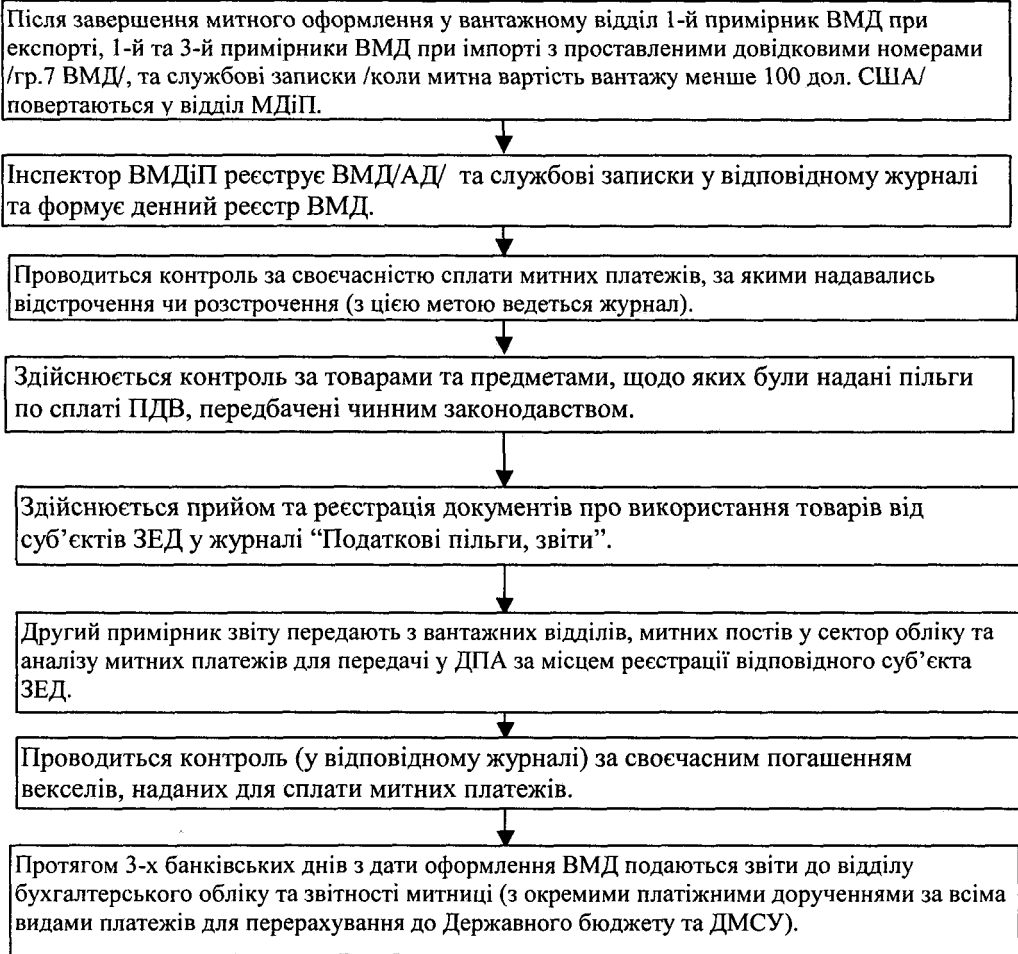 Після завершення митного оформлення у вантажному відділ 1-й примірник ВМД при
експорті, 1-й та 3-й примірники ВМД при імпорті з проставленими довідковими номерами
/гр.7 ВМД/, та службові записки /коли митна вартість вантажу менше 100 дол. США/
повертаються у відділ МДіП.
Інспектор ВМДіП реєструє ВМД/АД/ та службові записки у відповідному журналі
та формує денний реєстр ВМД.
Проводиться контроль за своєчасністю сплати митних платежів, за якими надавались
відстрочення чи розстрочення (з цією метою ведеться журнал).
Здійснюється контроль за товарами та предметами, щодо яких були надані пільги
по сплаті ПДВ, передбачені чинним законодавством.
Здійснюється прийом та реєстрація документів про використання товарів від
суб’єктів ЗЕД у журналі “Податкові пільги, звіти”.
Другий примірник звіту передають з вантажних відділів, митних постів у сектор обліку та
аналізу митних платежів для передачі у ДПА за місцем реєстрації відповідного суб’єкта
ЗЕД.
Проводиться контроль (у відповідному журналі) за своєчасним погашенням
векселів, наданих для сплати митних платежів.
Протягом 3-х банківських днів з дати оформлення ВМД подаються звіти до відділу
бухгалтерського обліку та звітності митниці (з окремими платіжними дорученнями за всіма
видами платежів для перерахування до Державного бюджету та ДМСУ).